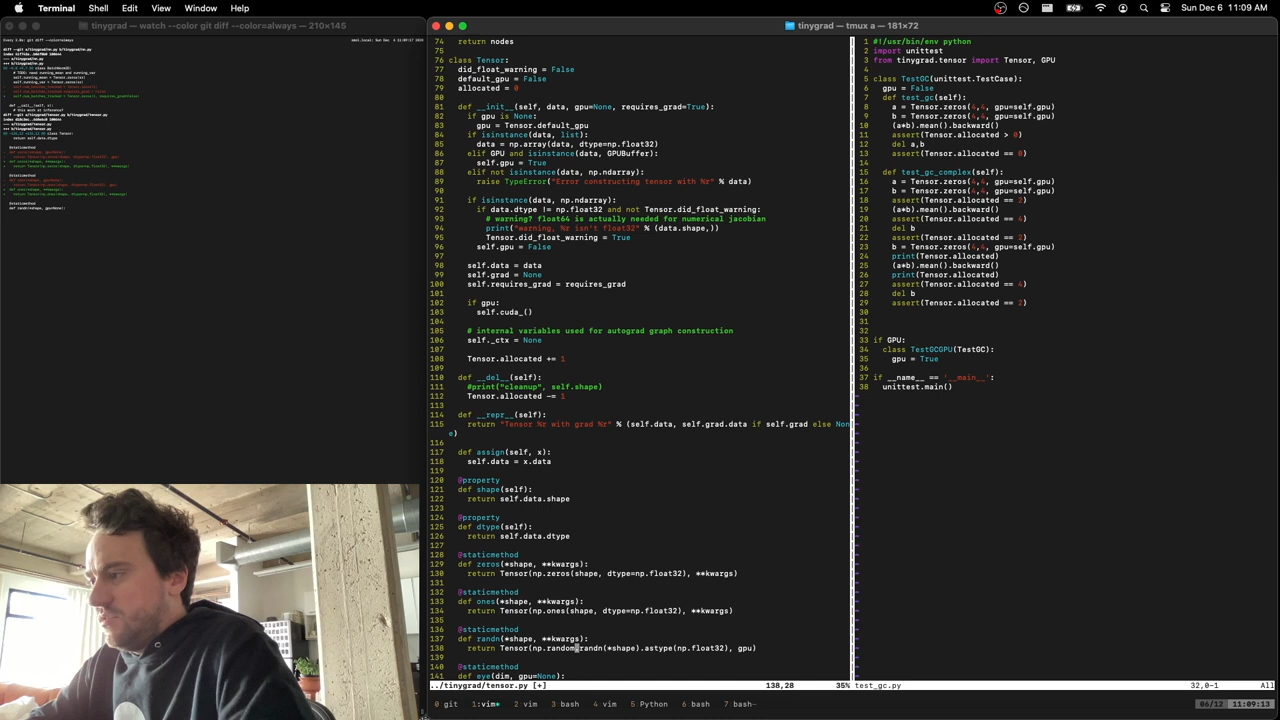 Terminal Shell Edit View Window Help
Sun Dec 6 11:09 AM
tinygrad — watch --color git diff --color=always — 210×145
tinygrad — tmux a — 181×72
74 return nodes
75
76 class Tensor:
77 did_float_warning = False
78 default_gpu = False
79 allocated = 0
80
81 def __init__(self, data, gpu=None, requires_grad=True):
82 if gpu is None:
83 gpu = Tensor.default_gpu
84 if isinstance(data, list):
85 data = np.array(data, dtype=np.float32)
86 elif GPU and isinstance(data, GPUBuffer):
87 self.gpu = True
88 elif not isinstance(data, np.ndarray):
89 raise TypeError("Error constructing tensor with %r" % data)
90
91 if isinstance(data, np.ndarray):
92 if data.dtype != np.float32 and not Tensor.did_float_warning:
93 # warning? float64 is actually needed for numerical jacobian
94 print("warning, %r isn't float32" % (data.shape,))
95 Tensor.did_float_warning = True
96 self.gpu = False
97
98 self.data = data
99 self.grad = None
100 self.requires_grad = requires_grad
101
102 if gpu:
103 self.cuda_()
104
105 # internal variables used for autograd graph construction
106 self._ctx = None
107
108 Tensor.allocated += 1
109
110 def __del__(self):
111 #print("cleanup", self.shape)
112 Tensor.allocated -= 1
113
114 def __repr__(self):
115 return "Tensor %r with grad %r" % (self.data, self.grad.data if self.grad else Non
e)
116
117 def assign(self, x):
118 self.data = x.data
119
120 @property
121 def shape(self):
122 return self.data.shape
123
124 @property
125 def dtype(self):
126 return self.data.dtype
127
128 @staticmethod
129 def zeros(*shape, **kwargs):
130 return Tensor(np.zeros(shape, dtype=np.float32), **kwargs)
131
132 @staticmethod
133 def ones(*shape, **kwargs):
134 return Tensor(np.ones(shape, dtype=np.float32), **kwargs)
135
136 @staticmethod
137 def randn(*shape, **kwargs):
138 return Tensor(np.random.randn(*shape).astype(np.float32), gpu)
139
140 @staticmethod
141 def eye(dim, gpu=None):
../tinygrad/tensor.py [+] 138,28 35%
1 #!/usr/bin/env python
2 import unittest
3 from tinygrad.tensor import Tensor, GPU
4
5 class TestGC(unittest.TestCase):
6 gpu = False
7 def test_gc(self):
8 a = Tensor.zeros(4,4, gpu=self.gpu)
9 b = Tensor.zeros(4,4, gpu=self.gpu)
10 (a*b).mean().backward()
11 assert(Tensor.allocated > 0)
12 del a,b
13 assert(Tensor.allocated == 0)
14
15 def test_gc_complex(self):
16 a = Tensor.zeros(4,4, gpu=self.gpu)
17 b = Tensor.zeros(4,4, gpu=self.gpu)
18 assert(Tensor.allocated == 2)
19 (a*b).mean().backward()
20 assert(Tensor.allocated == 4)
21 del b
22 assert(Tensor.allocated == 2)
23 b = Tensor.zeros(4,4, gpu=self.gpu)
24 print(Tensor.allocated)
25 (a*b).mean().backward()
26 print(Tensor.allocated)
27 assert(Tensor.allocated == 4)
28 del b
29 assert(Tensor.allocated == 2)
30
31
32
33 if GPU:
34 class TestGCGPU(TestGC):
35 gpu = True
36
37 if __name__ == '__main__':
38 unittest.main()
test_gc.py 32,0-1 All
0 git 1:vim 2 vim 3 bash 4 vim 5 Python 6 bash 7 bash-
06/12 11:09:13